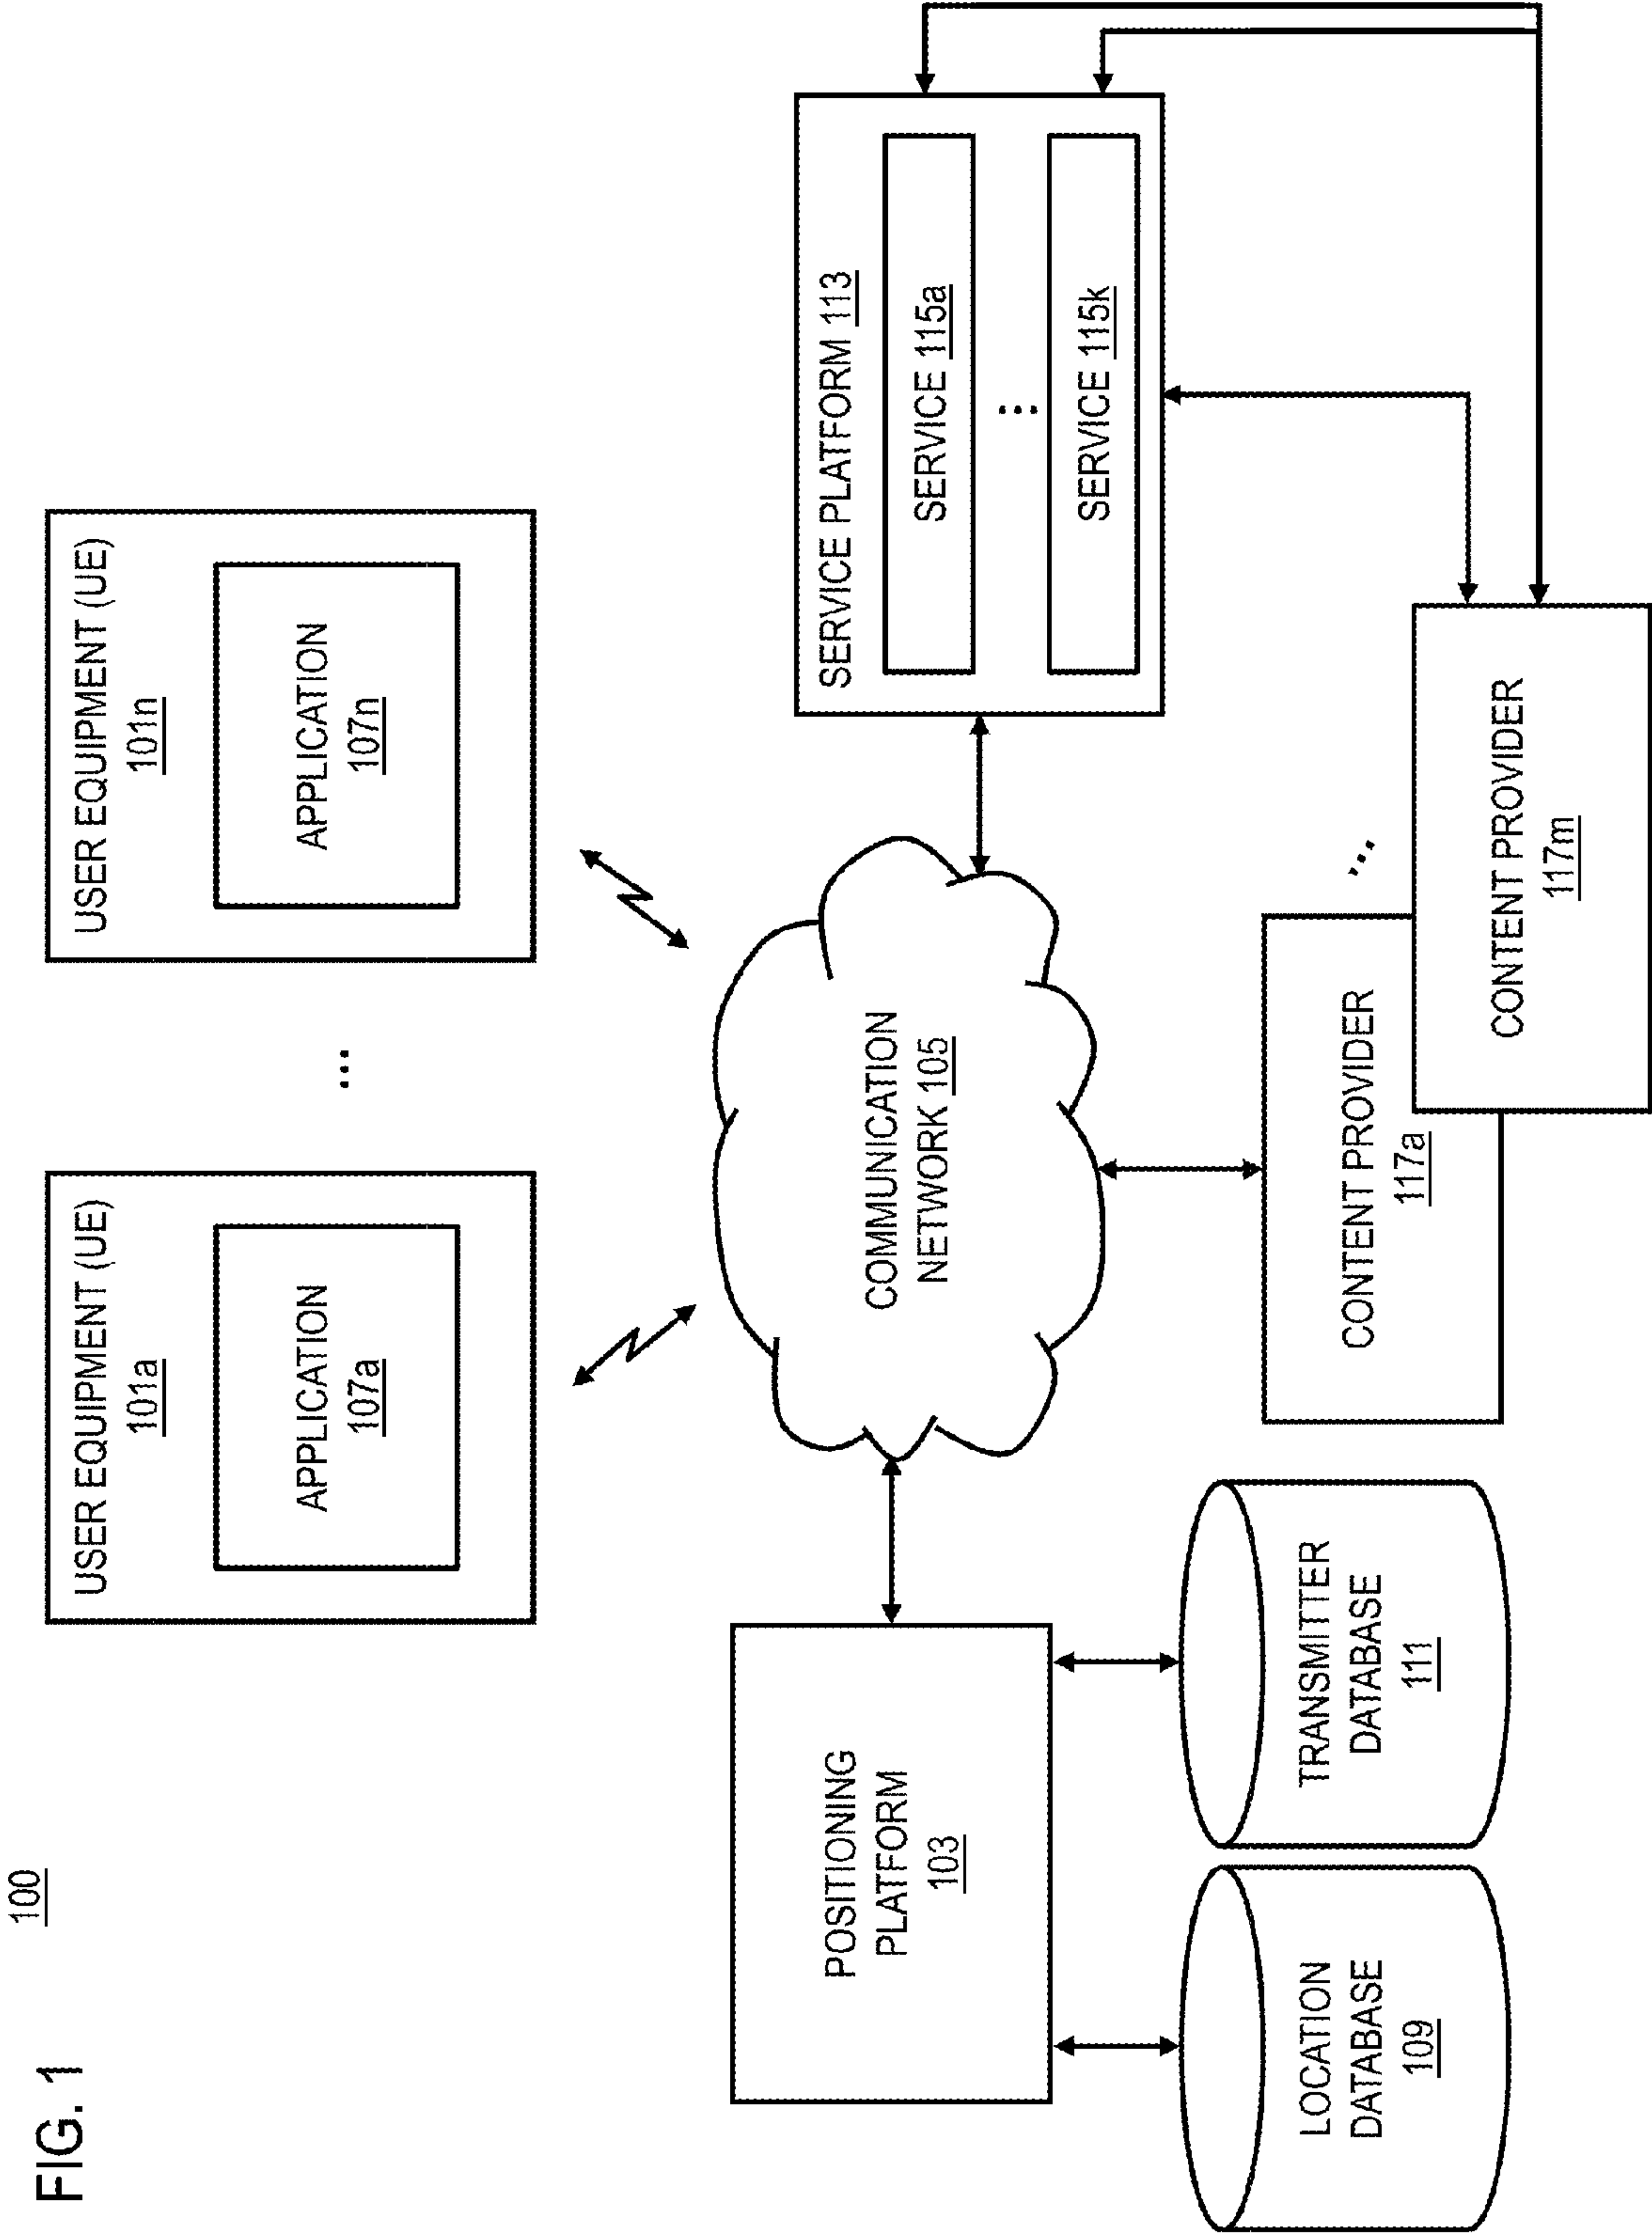 FIG. 1
100
USER EQUIPMENT (UE)
101a
APPLICATION
107a
...
USER EQUIPMENT (UE)
101n
APPLICATION
107n
POSITIONING
PLATFORM
103
COMMUNICATION
NETWORK 105
SERVICE PLATFORM 113
SERVICE 115a
...
SERVICE 115k
LOCATION
DATABASE
109
TRANSMITTER
DATABASE
111
CONTENT PROVIDER
117a
...
CONTENT PROVIDER
117m